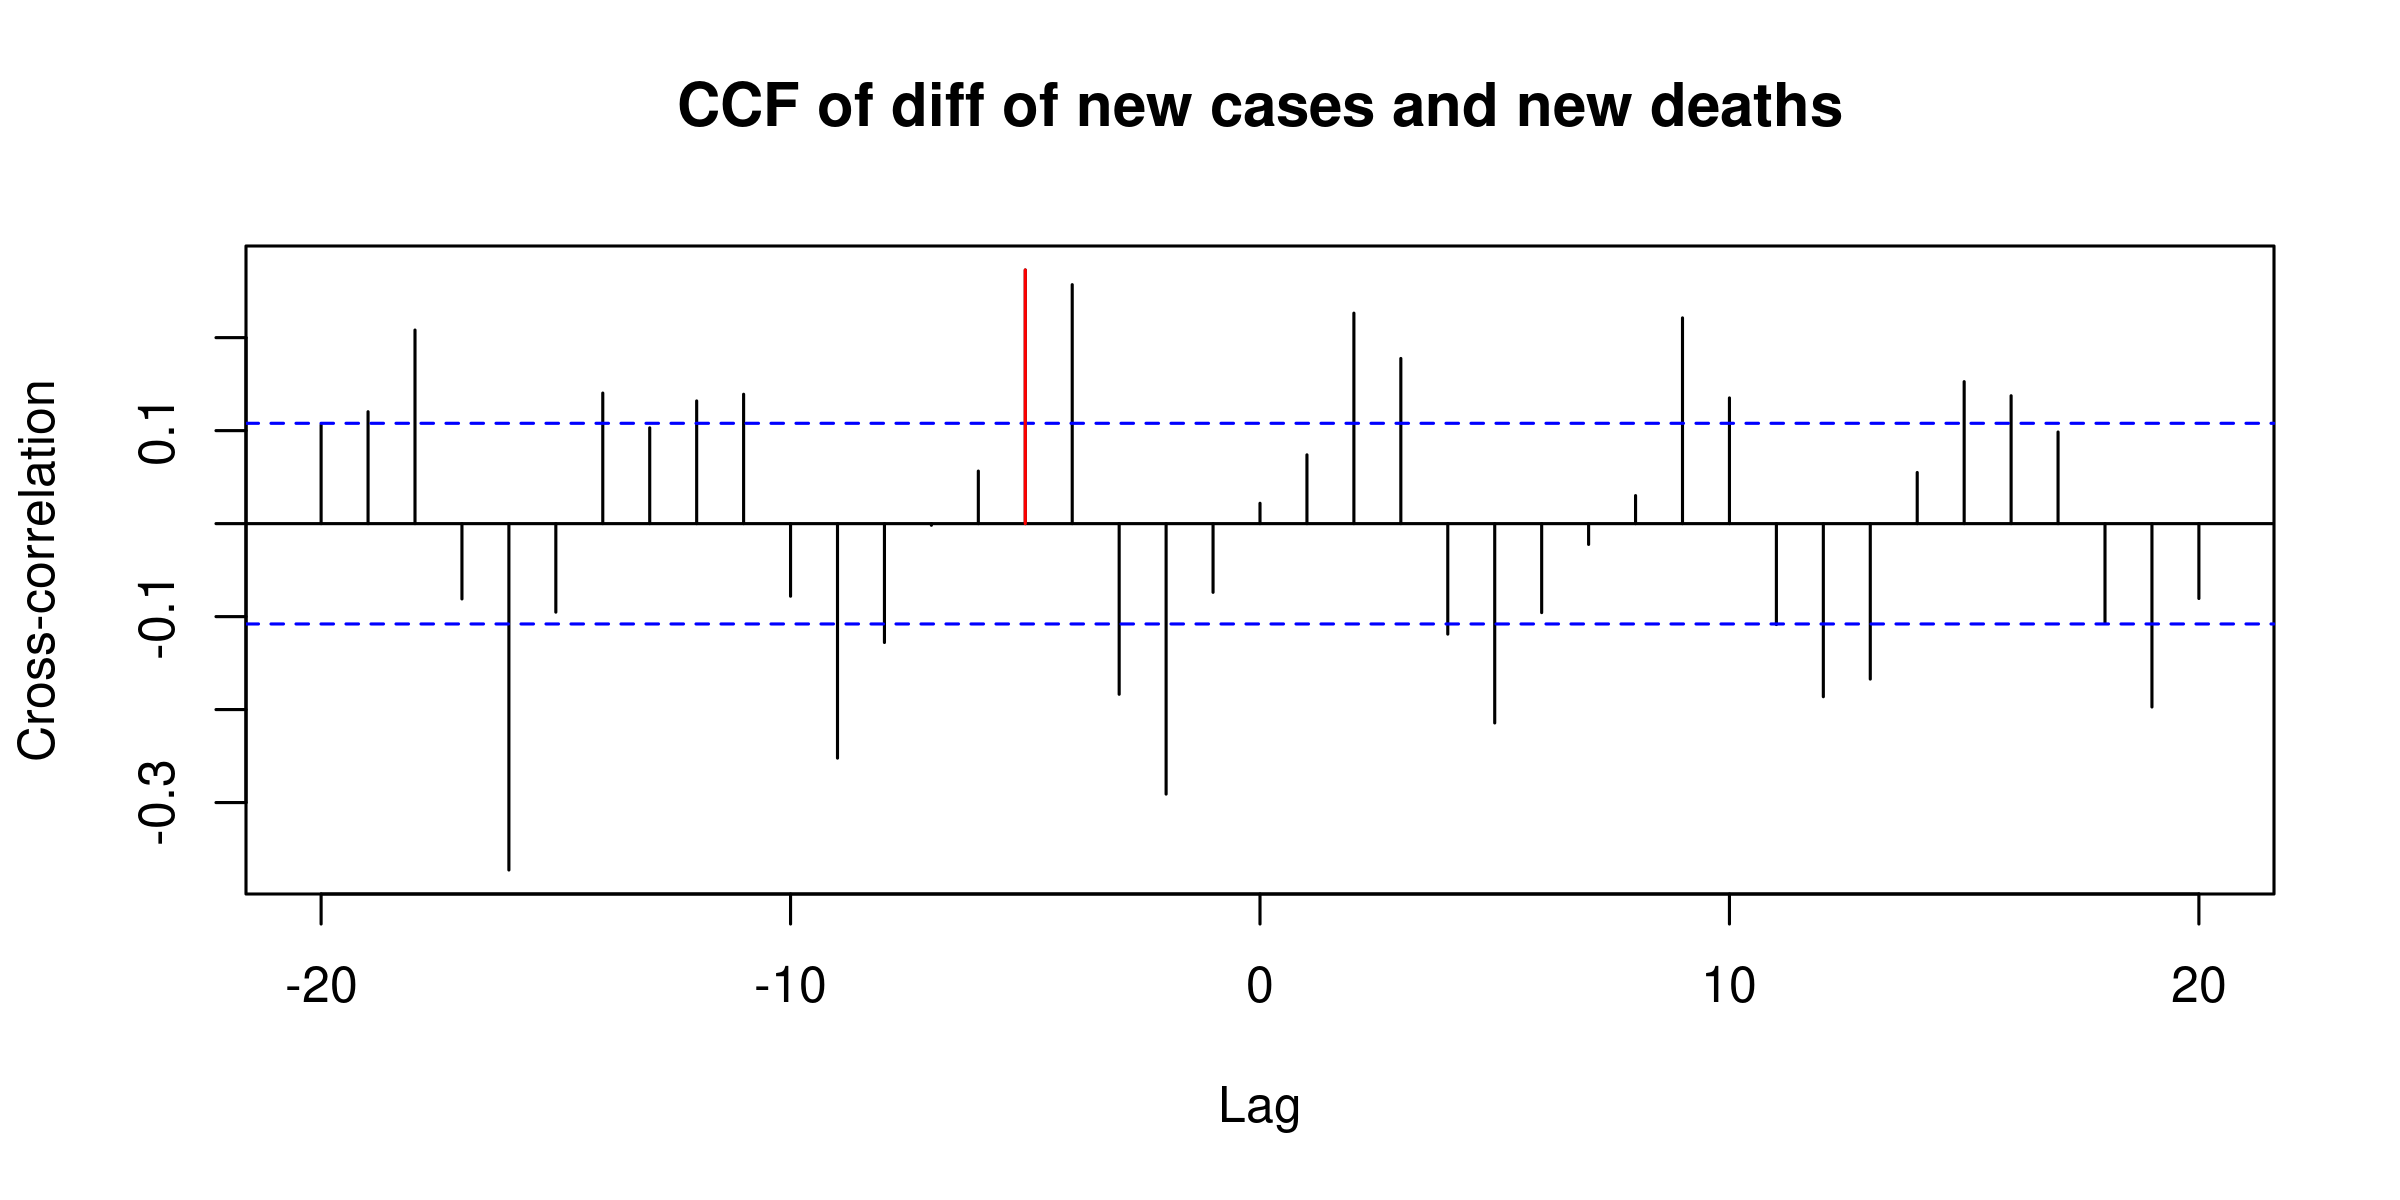 CCF of diff of new cases and new deaths
Cross-correlation
0.1
-0.1
-0.3
-20 -10 0 10 20
Lag